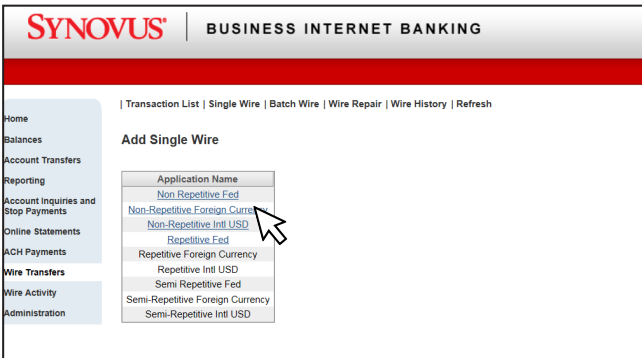 SYNOVUS® | BUSINESS INTERNET BANKING
| Transaction List | Single Wire | Batch Wire | Wire Repair | Wire History | Refresh
Home
Balances
Account Transfers
Reporting
Account Inquiries and
Stop Payments
Online Statements
ACH Payments
Wire Transfers
Wire Activity
Administration
Add Single Wire
Application Name
Non Repetitive Fed
Non-Repetitive Foreign Currency
Non-Repetitive Intl USD
Repetitive Fed
Repetitive Foreign Currency
Repetitive Intl USD
Semi Repetitive Fed
Semi-Repetitive Foreign Currency
Semi-Repetitive Intl USD